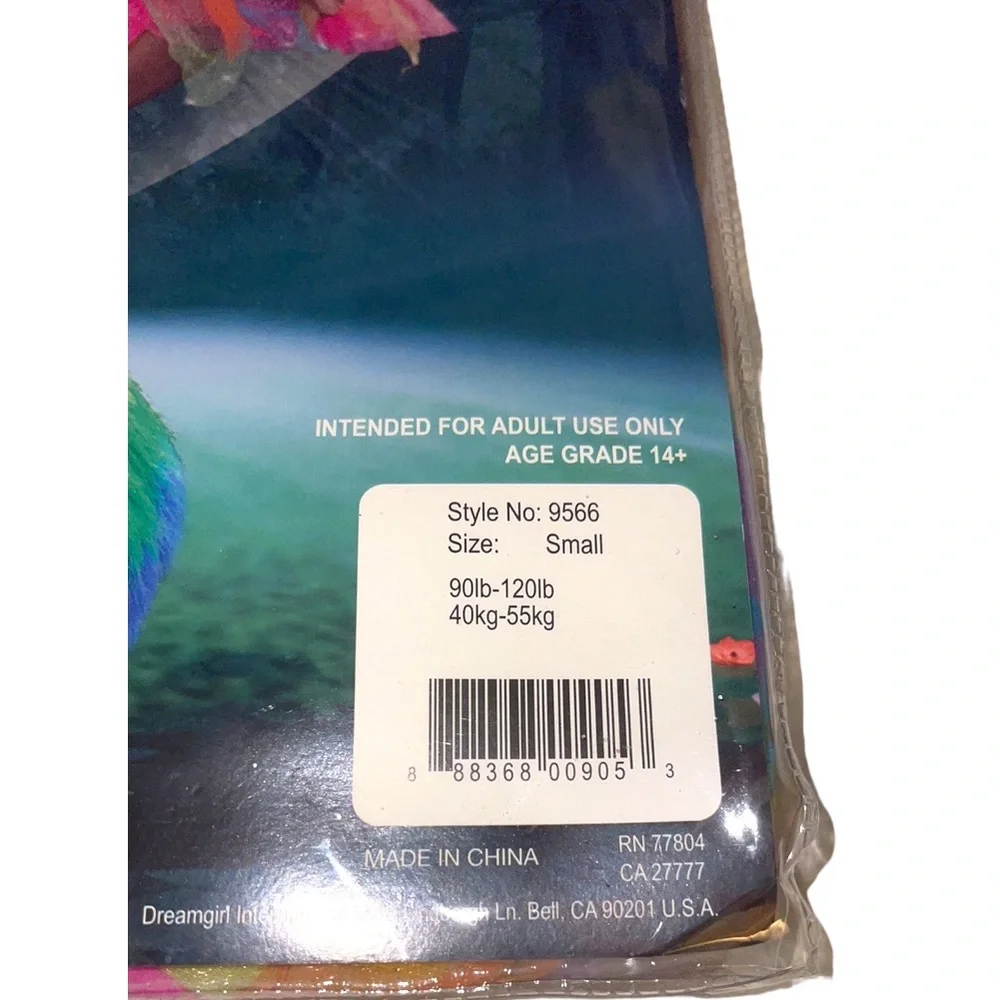 INTENDED FOR ADULT USE ONLY
AGE GRADE 14+
Style No: 9566
Size: Small
90lb-120lb
40kg-55kg
8 88368 00905 3
MADE IN CHINA
RN 77804
CA 27777
Dreamgirl Ln. Bell, CA 90201 U.S.A.